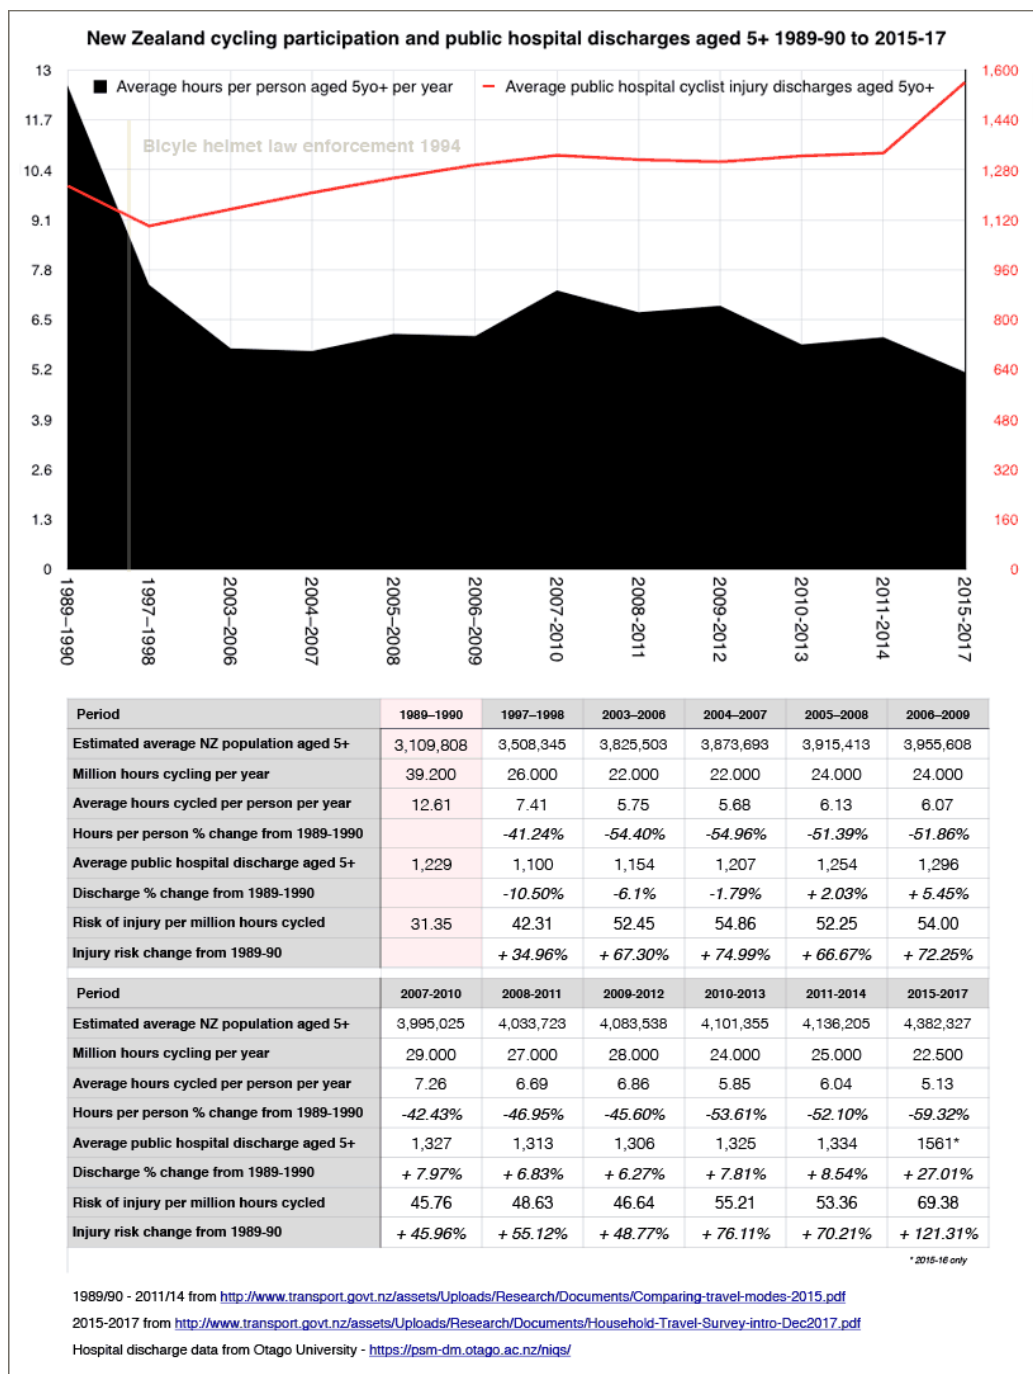 New Zealand cycling participation and public hospital discharges aged 5+ 1989-90 to 2015-17
13 1,600
Average hours per person aged 5yo+ per year Average public hospital cyclist injury discharges aged 5yo+
11.7 1,440
Bicyle helmet law enforcement 1994
10.4 1,280
9.1 1,120
7.8 960
6.5 800
5.2 640
3.9 480
2.6 320
1.3 160
0 0
1989–1990 1997–1998 2003–2006 2004–2007 2005–2008 2006–2009 2007-2010 2008-2011 2009-2012 2010-2013 2011-2014 2015-2017
Period 1989–1990 1997–1998 2003–2006 2004–2007 2005–2008 2006–2009
Estimated average NZ population aged 5+ 3,109,808 3,508,345 3,825,503 3,873,693 3,915,413 3,955,608
Million hours cycling per year 39.200 26.000 22.000 22.000 24.000 24.000
Average hours cycled per person per year 12.61 7.41 5.75 5.68 6.13 6.07
Hours per person % change from 1989-1990 -41.24% -54.40% -54.96% -51.39% -51.86%
Average public hospital discharge aged 5+ 1,229 1,100 1,154 1,207 1,254 1,296
Discharge % change from 1989-1990 -10.50% -6.1% -1.79% + 2.03% + 5.45%
Risk of injury per million hours cycled 31.35 42.31 52.45 54.86 52.25 54.00
Injury risk change from 1989-90 + 34.96% + 67.30% + 74.99% + 66.67% + 72.25%
Period 2007-2010 2008-2011 2009-2012 2010-2013 2011-2014 2015-2017
Estimated average NZ population aged 5+ 3,995,025 4,033,723 4,083,538 4,101,355 4,136,205 4,382,327
Million hours cycling per year 29.000 27.000 28.000 24.000 25.000 22.500
Average hours cycled per person per year 7.26 6.69 6.86 5.85 6.04 5.13
Hours per person % change from 1989-1990 -42.43% -46.95% -45.60% -53.61% -52.10% -59.32%
Average public hospital discharge aged 5+ 1,327 1,313 1,306 1,325 1,334 1561*
Discharge % change from 1989-1990 + 7.97% + 6.83% + 6.27% + 7.81% + 8.54% + 27.01%
Risk of injury per million hours cycled 45.76 48.63 46.64 55.21 53.36 69.38
Injury risk change from 1989-90 + 45.96% + 55.12% + 48.77% + 76.11% + 70.21% + 121.31%
* 2015-16 only
1989/90 - 2011/14 from http://www.transport.govt.nz/assets/Uploads/Research/Documents/Comparing-travel-modes-2015.pdf
2015-2017 from http://www.transport.govt.nz/assets/Uploads/Research/Documents/Household-Travel-Survey-intro-Dec2017.pdf
Hospital discharge data from Otago University - https://psm-dm.otago.ac.nz/niqs/